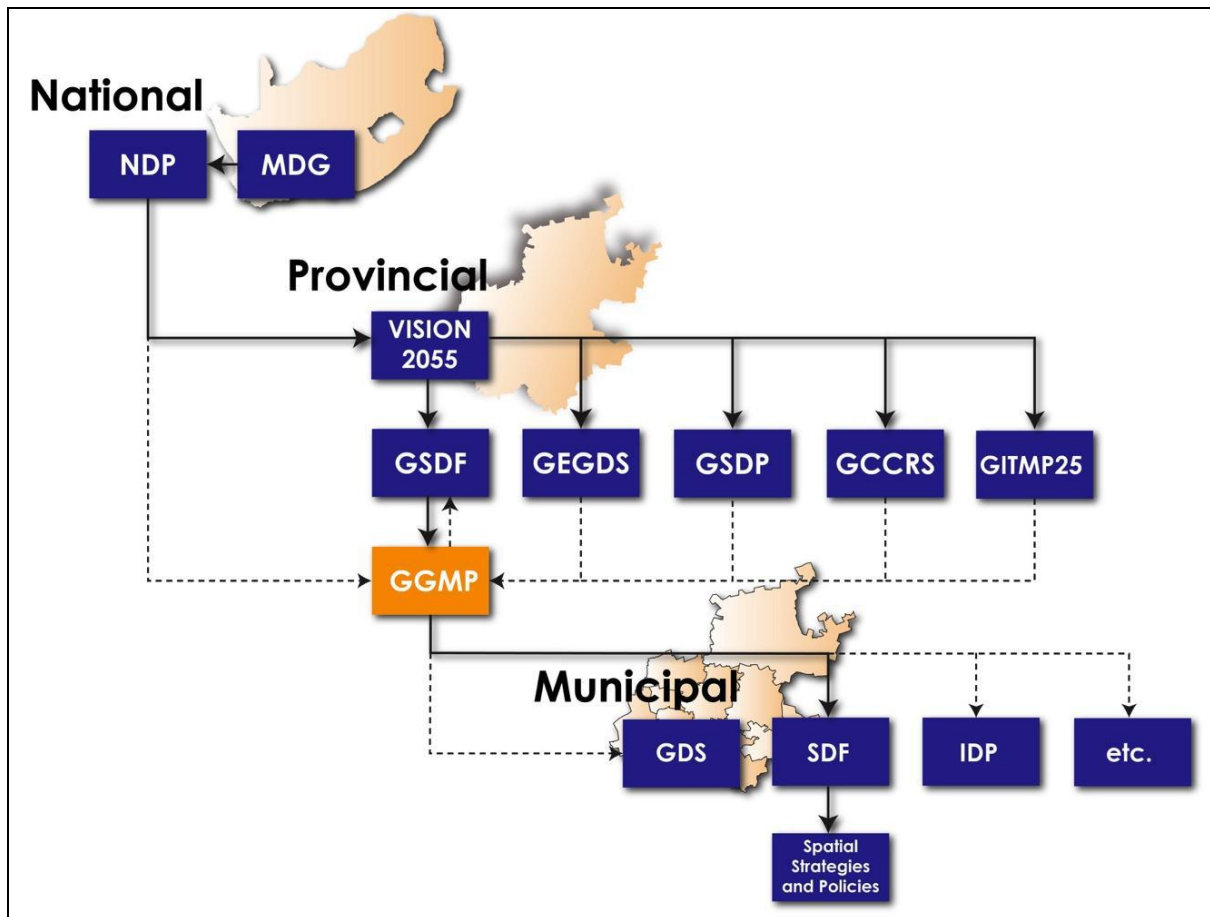 National
NDP
MDG
Provincial
VISION
2055
GSDF
GEGDS
GSDP
GCCRS
GITMP25
GGMP
Municipal
GDS
SDF
IDP
etc.
Spatial
Strategies
and Policies